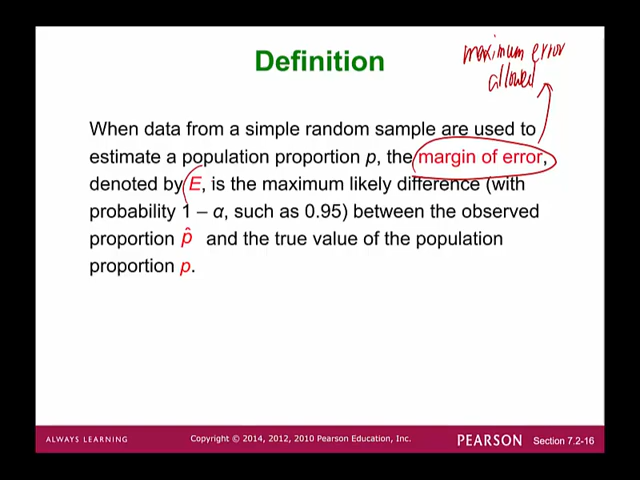 maximum error
allowed
Definition
When data from a simple random sample are used to
estimate a population proportion p, the margin of error,
denoted by E, is the maximum likely difference (with
probability 1 – α, such as 0.95) between the observed
proportion p̂ and the true value of the population
proportion p.
ALWAYS LEARNING
Copyright © 2014, 2012, 2010 Pearson Education, Inc.
PEARSON
Section 7.2-16